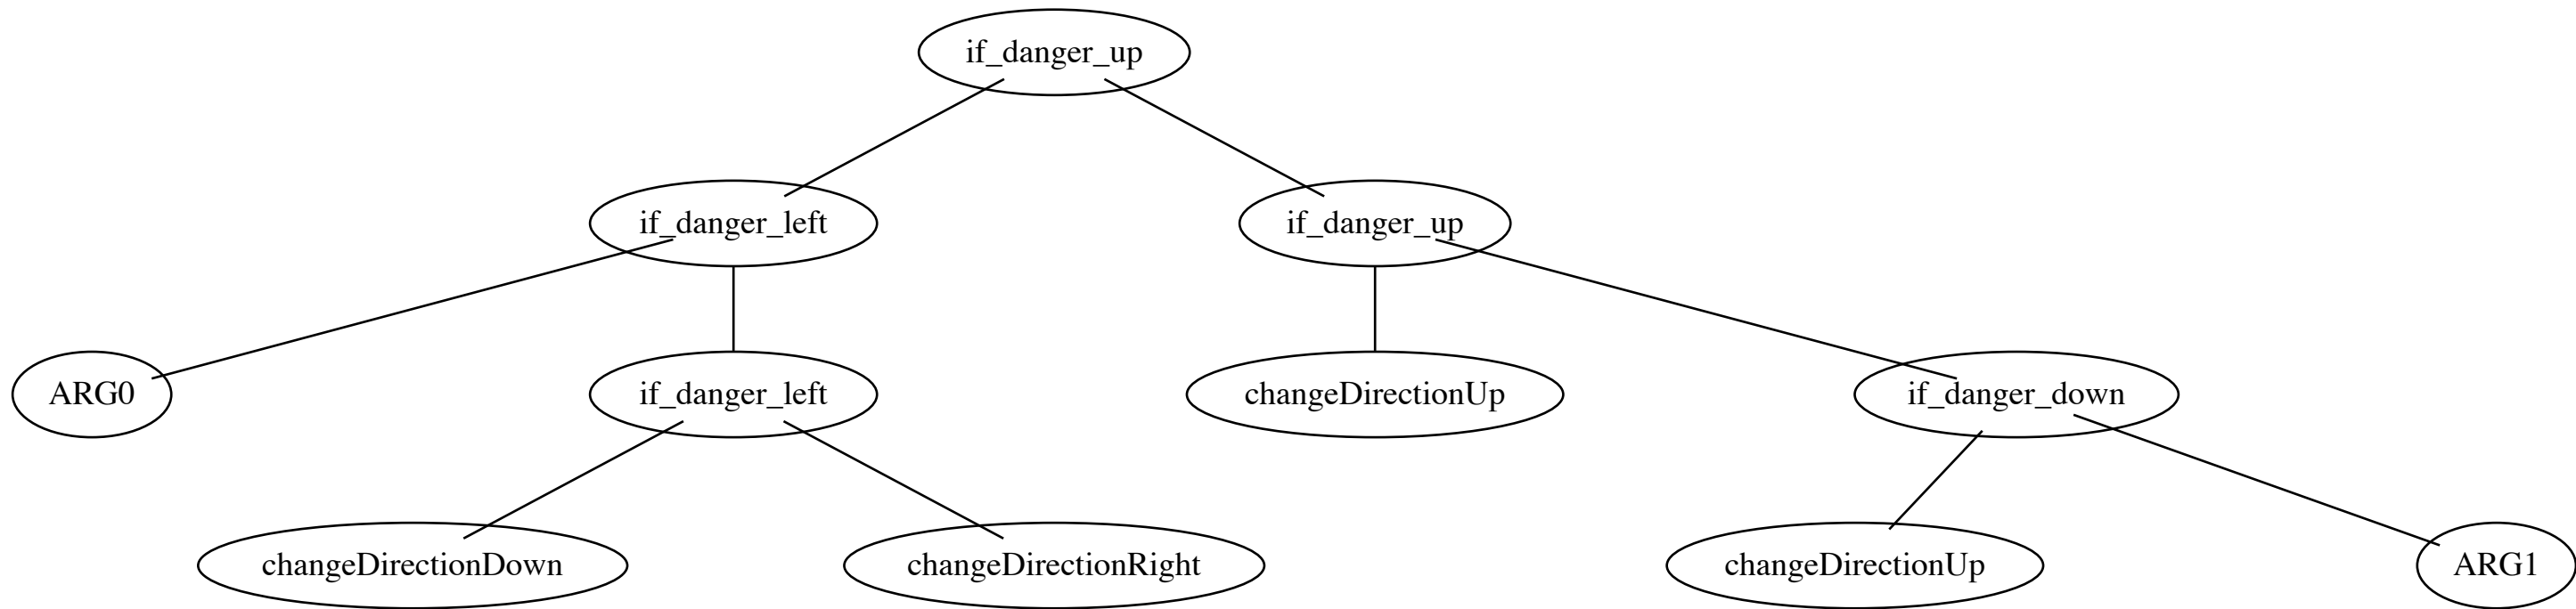 if_danger_up
if_danger_left
if_danger_up
ARG0
if_danger_left
changeDirectionUp
if_danger_down
changeDirectionDown
changeDirectionRight
changeDirectionUp
ARG1